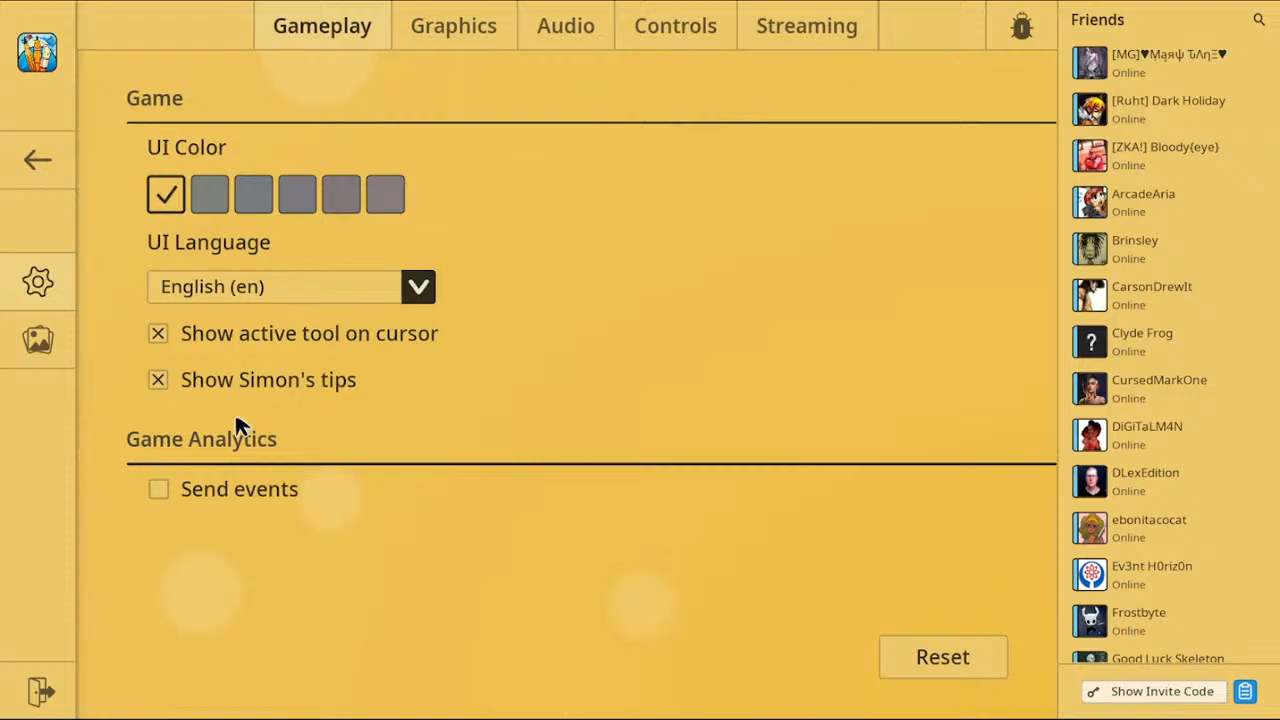 Gameplay
Graphics
Audio
Controls
Streaming
Game
UI Color
UI Language
English (en)
Show active tool on cursor
Show Simon's tips
Game Analytics
Send events
Reset
Friends
[MG]♥Mąяψ ЂΛηΞ♥
Online
[Ruht] Dark Holiday
Online
[ZKA!] Bloody{eye}
Online
ArcadeAria
Online
Brinsley
Online
CarsonDrewIt
Online
?
Clyde Frog
Online
CursedMarkOne
Online
DiGiTaLM4N
Online
DLexEdition
Online
ebonitacocat
Online
Ev3nt H0riz0n
Online
Frostbyte
Online
Good Luck Skeleton
Show Invite Code